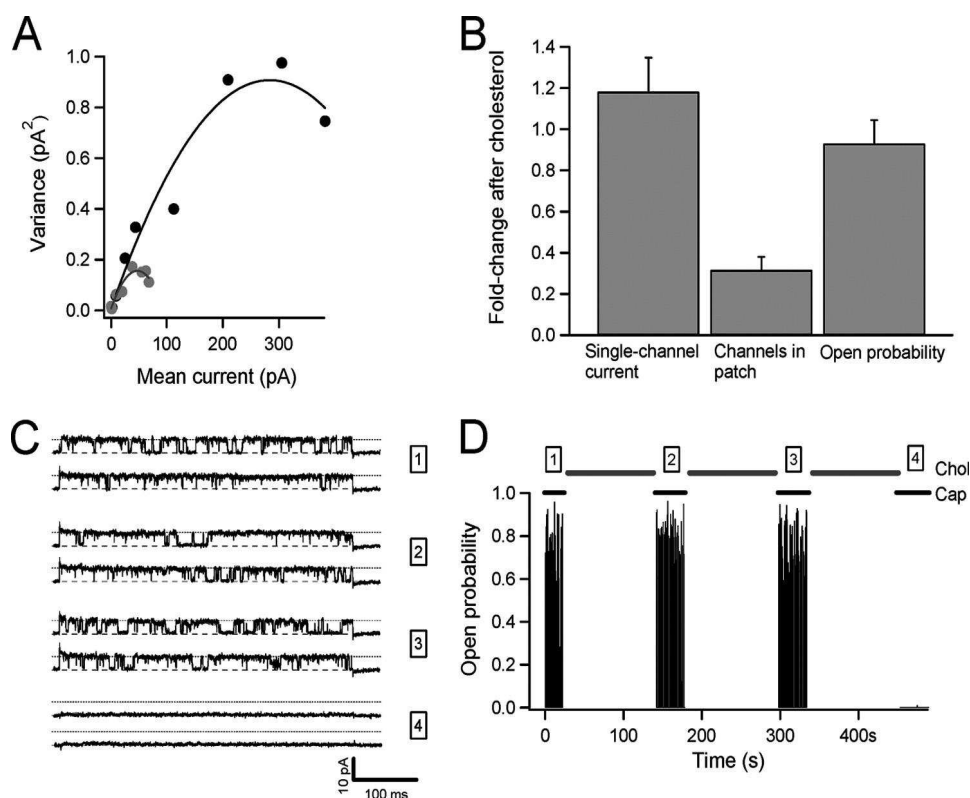 A
Variance (pA2)
1.0
0.8
0.6
0.4
0.2
0.0
0 100 200 300
Mean current (pA)
B
Fold-change after cholesterol
1.4
1.2
1.0
0.8
0.6
0.4
0.2
0.0
Single-channel current
Channels in patch
Open probability
C
1
2
3
4
10 pA
100 ms
D
1 2 3 4
Chol
Cap
Open probability
1.0
0.8
0.6
0.4
0.2
0.0
0 100 200 300 400s
Time (s)